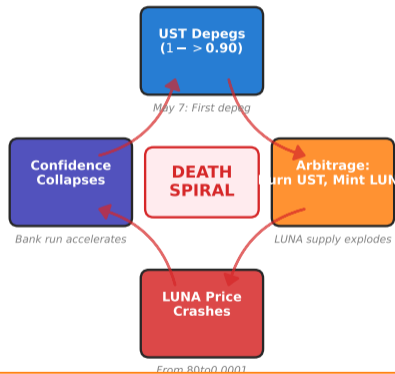 UST Depegs
(1-> 0.90)
May 7: First depeg
Confidence
Collapses
DEATH
SPIRAL
Arbitrage:
urn UST, Mint LUN
Bank run accelerates
LUNA supply explodes
LUNA Price
Crashes
From 80to0.0001